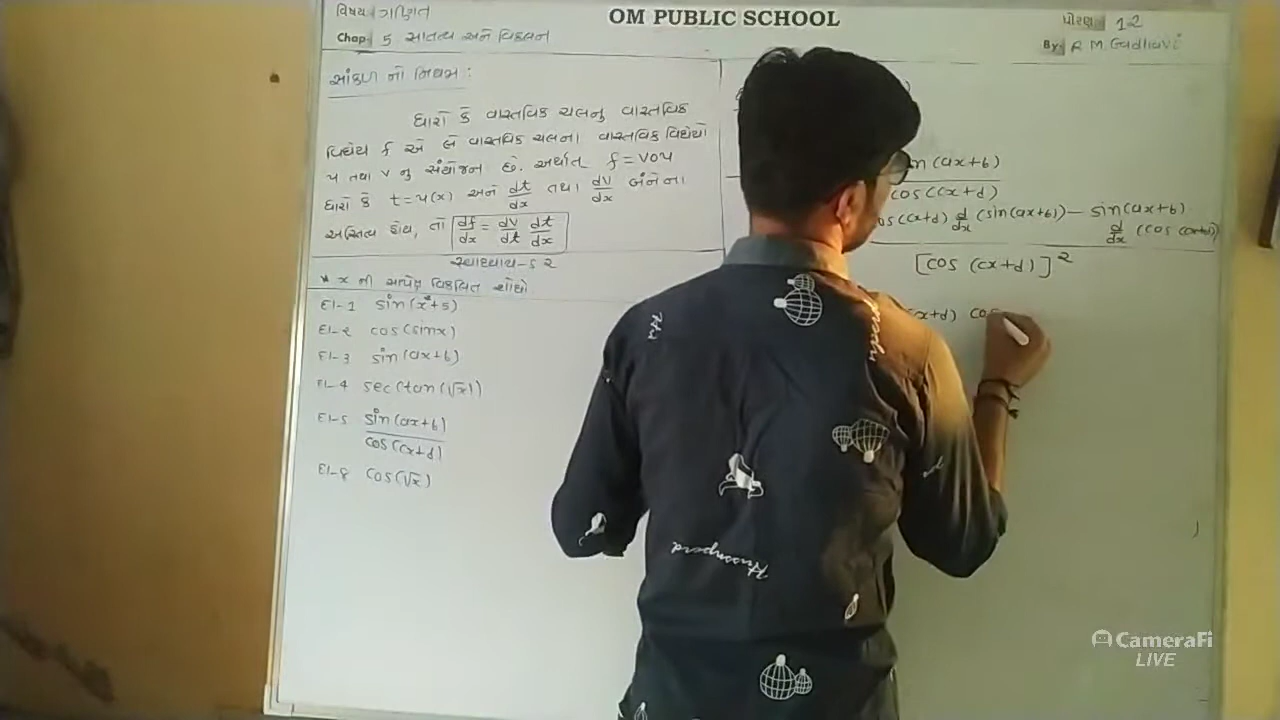 OM PUBLIC SCHOOL
વિષય ગણિત
Chap 5 સાતત્ય અને વિકલન
ધોરણ 12
By R M Gadhavi
સાંકળ નો નિયમ :
ધારો કે વાસ્તવિક ચલનુ વાસ્તવિક
વિધેય f એ બે વાસ્તવિક ચલના વાસ્તવિક વિધેયો
u તથા v નુ સંયોજન છે. અર્થાત f = vou
ધારો કે t = u(x) અને dt/dx તથા dv/dx બંનેના
અસ્તિત્વ હોય, તો df/dx = dv/dt dt/dx
સ્વાધ્યાય-5.2
* x ની સાપેક્ષ વિકલિત શોધો
દા-1 sin(x²+5)
દા-2 cos(sinx)
દા-3 sin(ax+b)
દા-4 sec(tan(√x))
દા-5 sin(ax+b)
cos(cx+d)
દા-8 cos(√x)
(ax+b)
cos(cx+d)
cos(cx+d) d/dx (sin(ax+b)) - sin(ax+b)
d/dx (cos(cx+d))
[cos (cx+d)]²
x+d) cos
CameraFi
LIVE